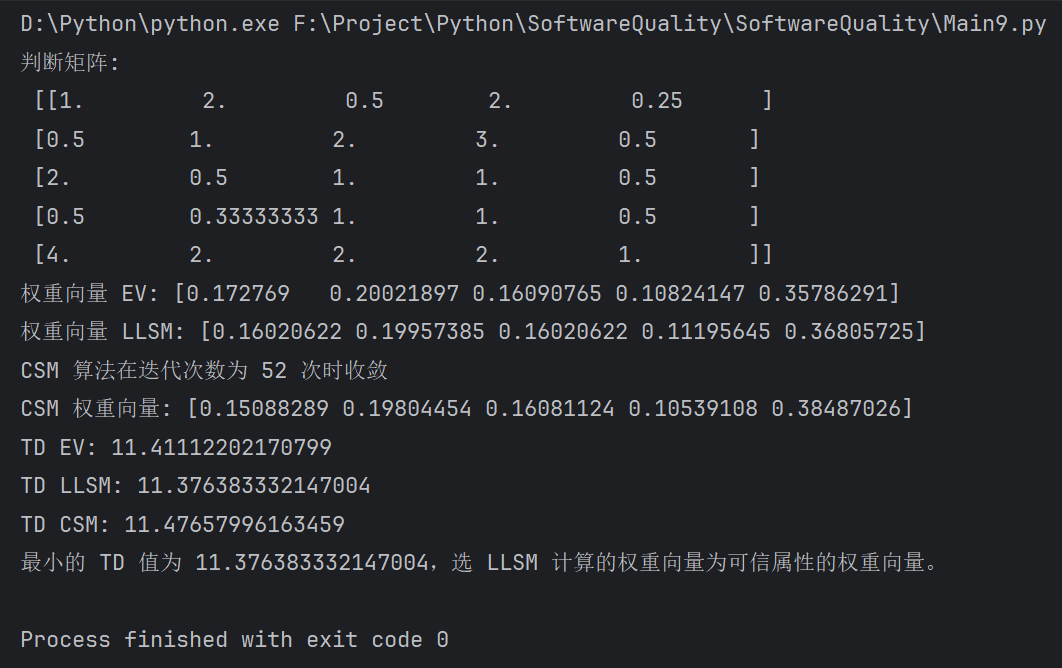 D:\Python\python.exe F:\Project\Python\SoftwareQuality\SoftwareQuality\Main9.py
判断矩阵:
[[1.         2.         0.5        2.         0.25      ]
[0.5        1.         2.         3.         0.5       ]
[2.         0.5        1.         1.         0.5       ]
[0.5        0.33333333 1.         1.         0.5       ]
[4.         2.         2.         2.         1.        ]]
权重向量 EV: [0.172769   0.20021897 0.16090765 0.10824147 0.35786291]
权重向量 LLSM: [0.16020622 0.19957385 0.16020622 0.11195645 0.36805725]
CSM 算法在迭代次数为 52 次时收敛
CSM 权重向量: [0.15088289 0.19804454 0.16081124 0.10539108 0.38487026]
TD EV: 11.41112202170799
TD LLSM: 11.376383332147004
TD CSM: 11.47657996163459
最小的 TD 值为 11.376383332147004，选 LLSM 计算的权重向量为可信属性的权重向量。
Process finished with exit code 0